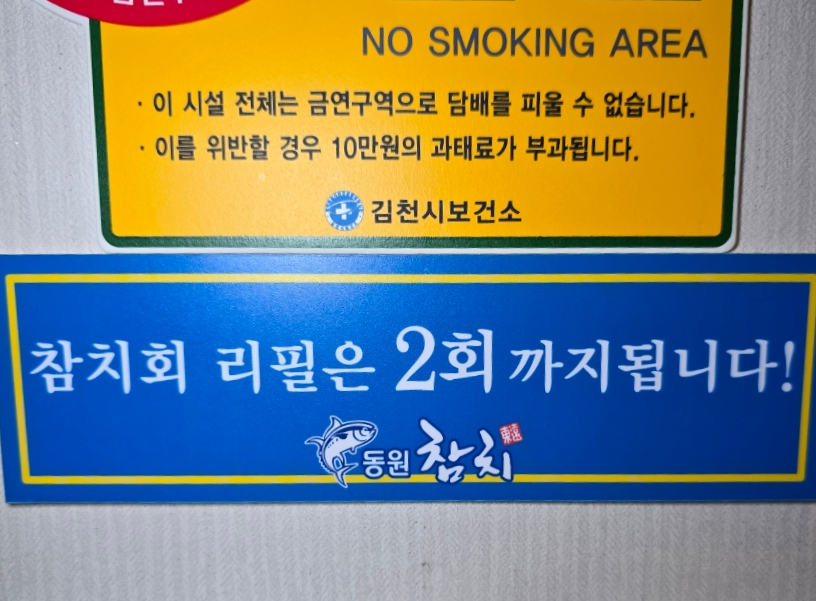 NO SMOKING AREA
· 이 시설 전체는 금연구역으로 담배를 피울 수 없습니다.
· 이를 위반할 경우 10만원의 과태료가 부과됩니다.
김천시보건소
참치회 리필은 2회 까지됩니다!
동원 참치